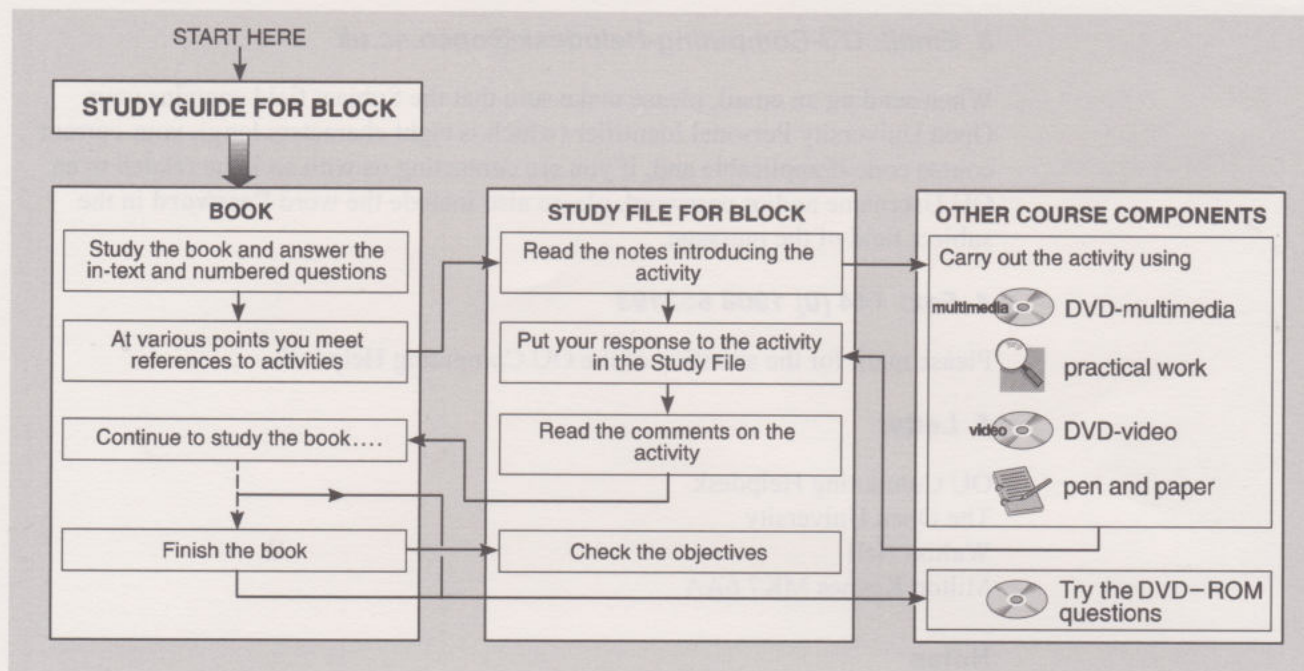 START HERE
STUDY GUIDE FOR BLOCK
BOOK
Study the book and answer the
in-text and numbered questions
At various points you meet
references to activities
Continue to study the book....
Finish the book
STUDY FILE FOR BLOCK
Read the notes introducing the
activity
Put your response to the activity
in the Study File
Read the comments on the
activity
Check the objectives
OTHER COURSE COMPONENTS
Carry out the activity using
multimedia DVD-multimedia
practical work
video DVD-video
pen and paper
Try the DVD–ROM
questions